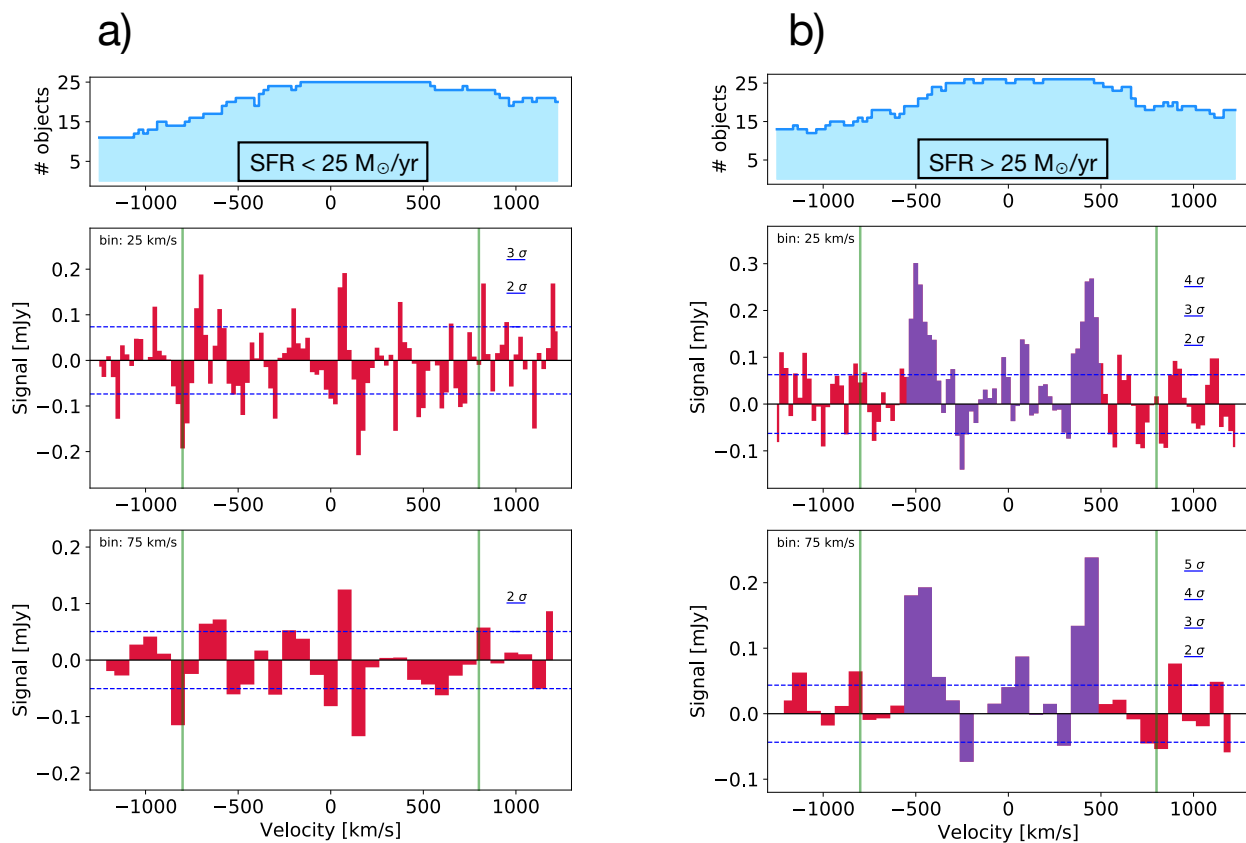 a)
25
15
5
# objects
SFR < 25 M☉/yr
−1000 −500 0 500 1000
bin: 25 km/s
3 σ
2 σ
0.2
0.1
0.0
−0.1
−0.2
Signal [mJy]
−1000 −500 0 500 1000
bin: 75 km/s
2 σ
0.2
0.1
0.0
−0.1
−0.2
Signal [mJy]
−1000 −500 0 500 1000
Velocity [km/s]
b)
25
15
5
# objects
SFR > 25 M☉/yr
−1000 −500 0 500 1000
bin: 25 km/s
4 σ
3 σ
2 σ
0.3
0.2
0.1
0.0
−0.1
Signal [mJy]
−1000 −500 0 500 1000
bin: 75 km/s
5 σ
4 σ
3 σ
2 σ
0.2
0.1
0.0
−0.1
Signal [mJy]
−1000 −500 0 500 1000
Velocity [km/s]